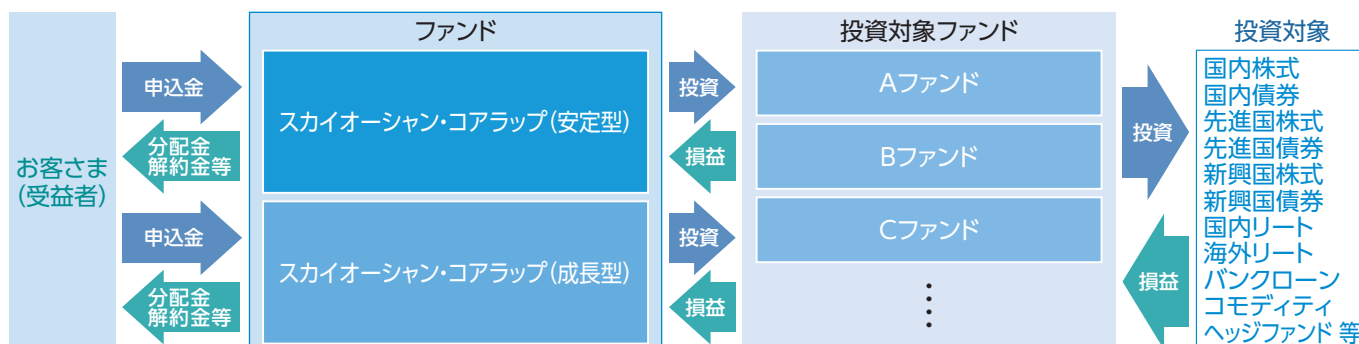 お客さま
(受益者)
申込金
分配金
解約金等
申込金
分配金
解約金等
ファンド
スカイオーシャン・コアラップ(安定型)
スカイオーシャン・コアラップ(成長型)
投資
損益
投資
損益
投資対象ファンド
Aファンド
Bファンド
Cファンド
⋮
投資
損益
投資対象
国内株式
国内債券
先進国株式
先進国債券
新興国株式
新興国債券
国内リート
海外リート
バンクローン
コモディティ
ヘッジファンド 等